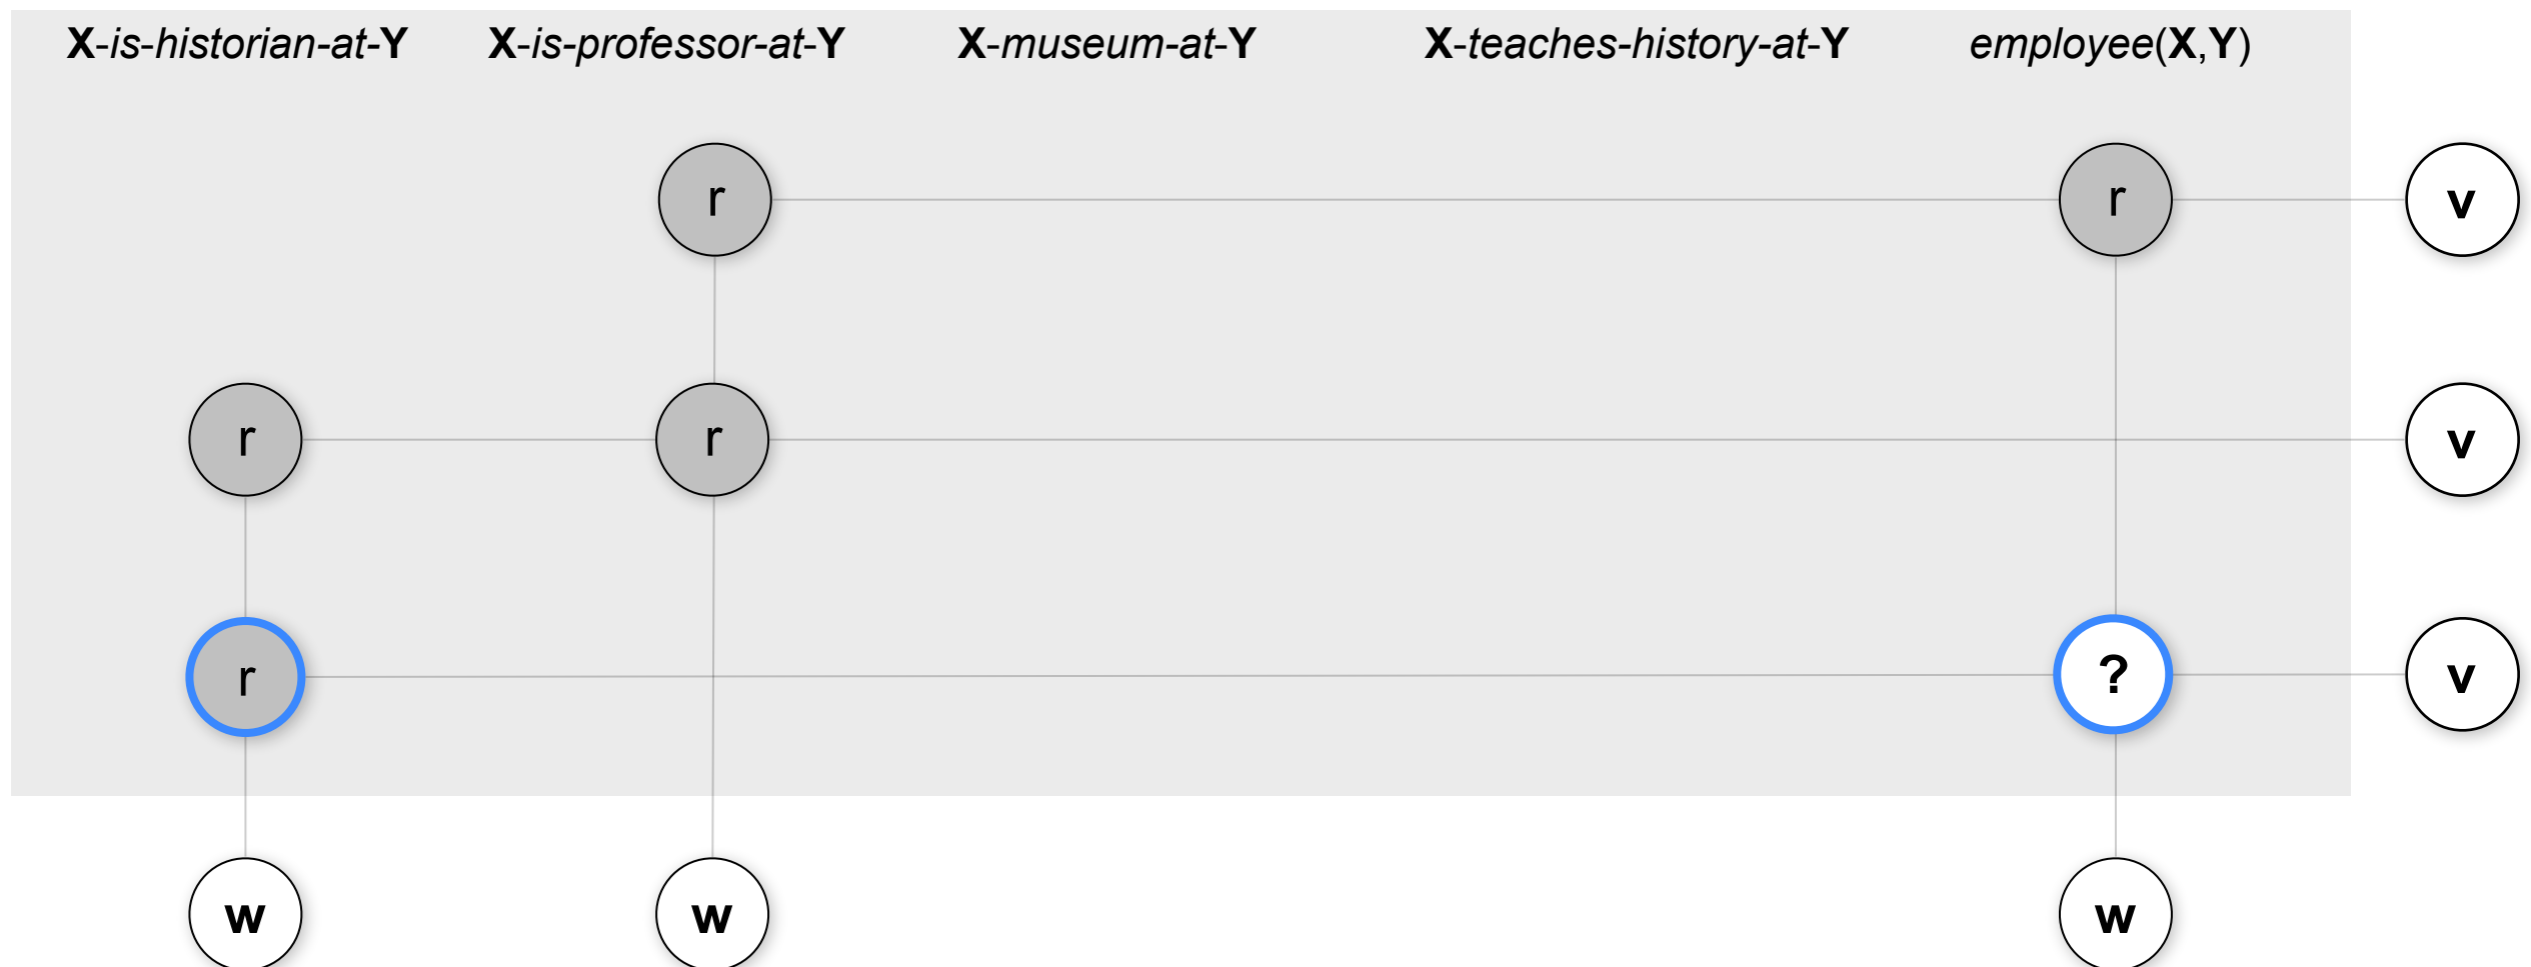 X-is-historian-at-Y X-is-professor-at-Y X-museum-at-Y X-teaches-history-at-Y employee(X,Y)
r r v
r r v
r ? v
w w w